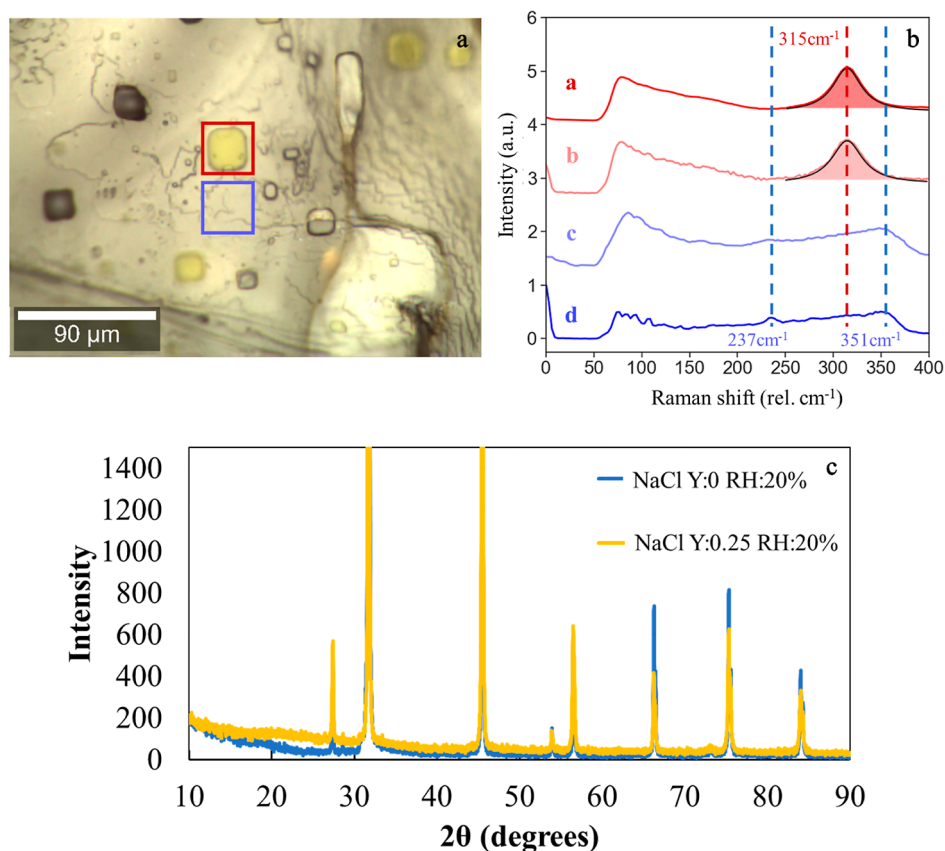 a
90 μm
b
315cm⁻¹
Intensity (a.u.)
6
5
4
3
2
1
0
a
b
c
d
237cm⁻¹
351cm⁻¹
0
50
100
150
200
250
300
350
400
Raman shift (rel. cm⁻¹)
c
NaCl Y:0 RH:20%
NaCl Y:0.25 RH:20%
Intensity
1400
1200
1000
800
600
400
200
0
10
20
30
40
50
60
70
80
90
2θ (degrees)